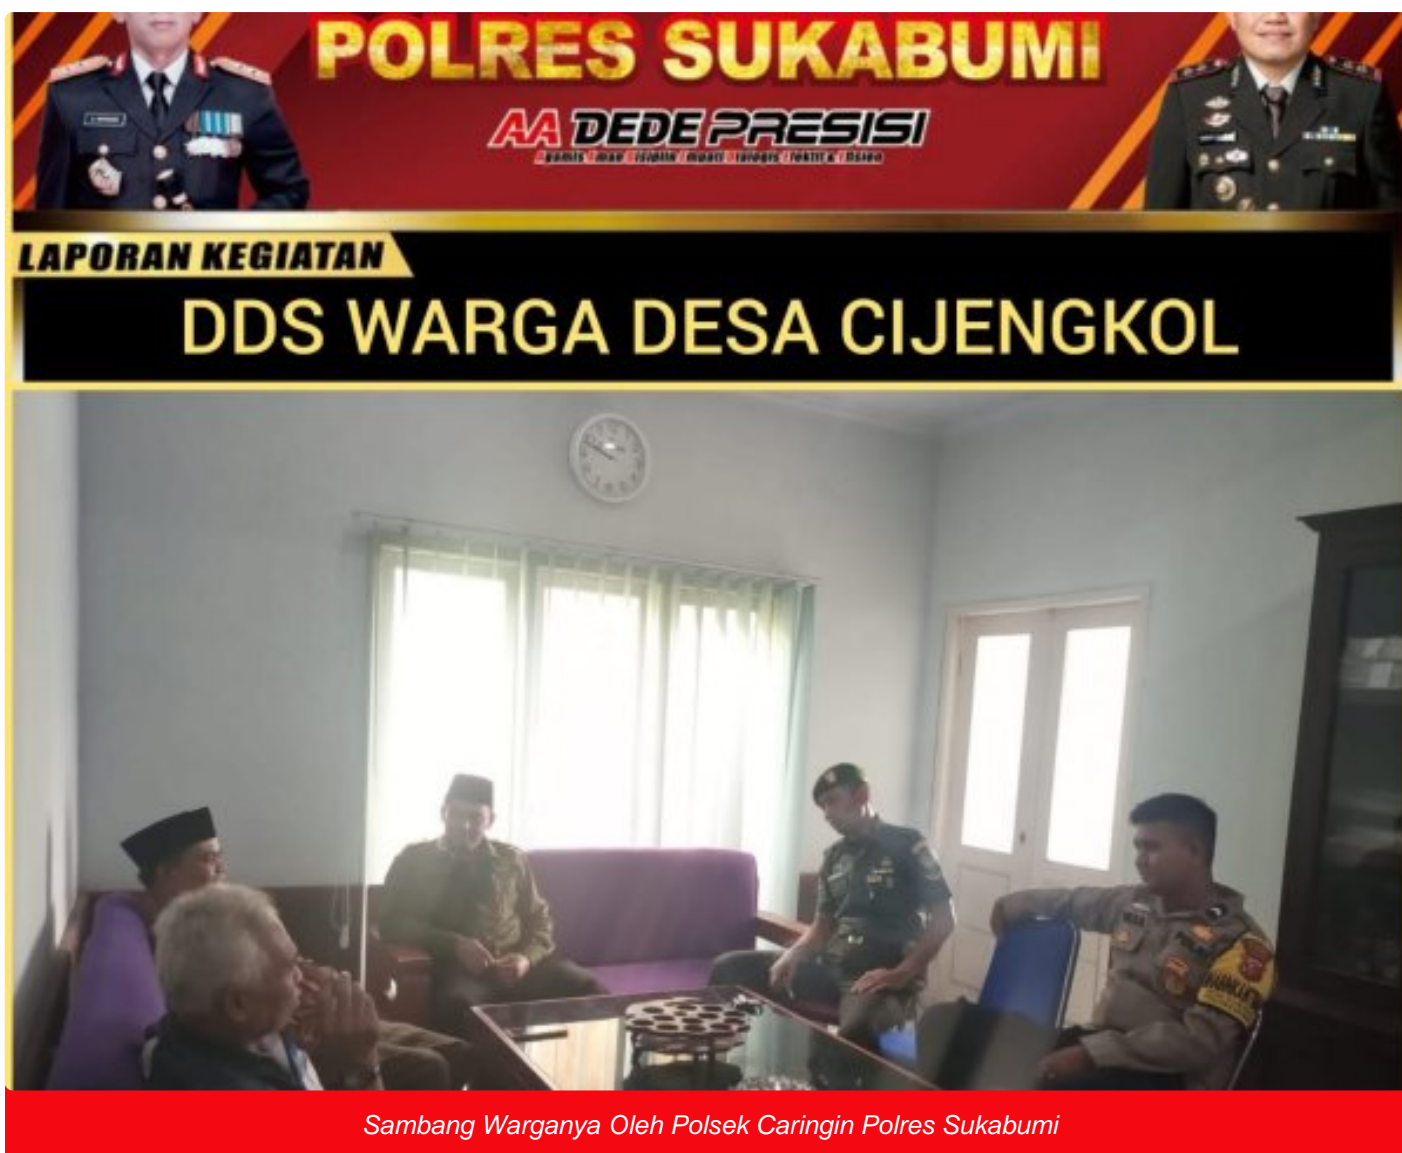 POLRES SUKABUMI
AA DEDE PRESISI
LAPORAN KEGIATAN
DDS WARGA DESA CIJENGKOL
Sambang Warganya Oleh Polsek Caringin Polres Sukabumi